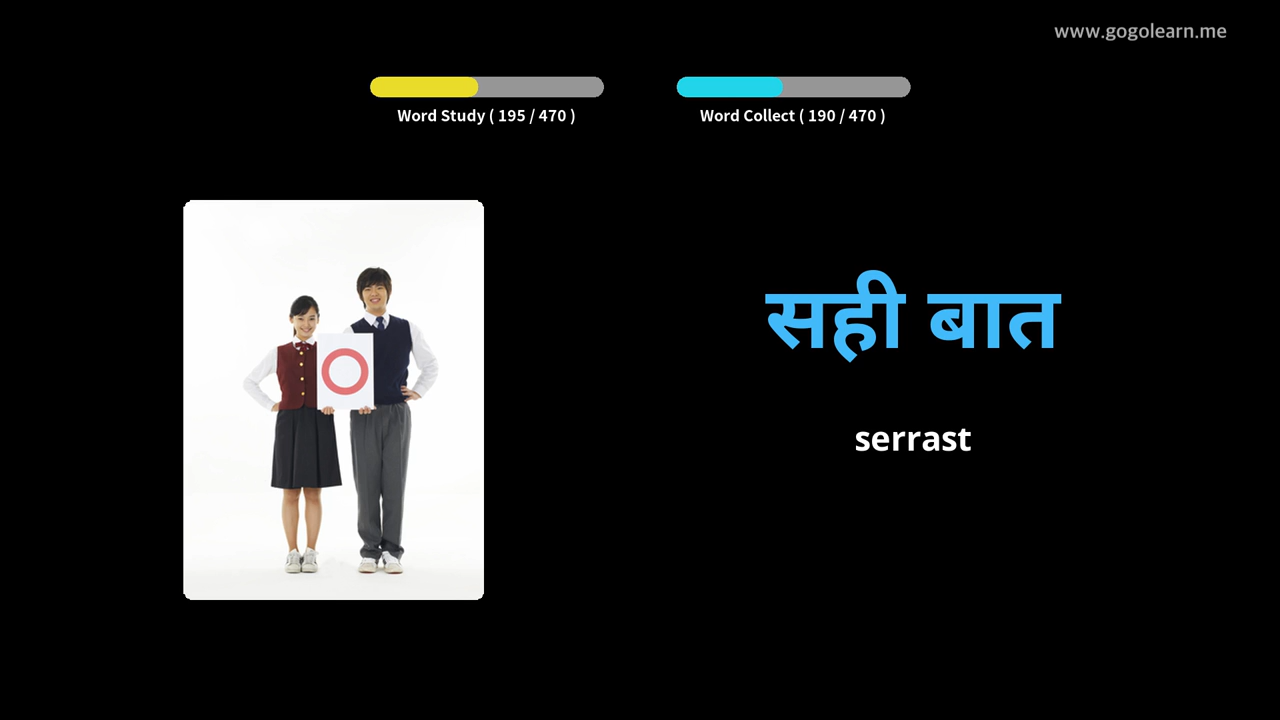 www.gogolearn.me
Word Study ( 195 / 470 )
Word Collect ( 190 / 470 )
सही बात
serrast